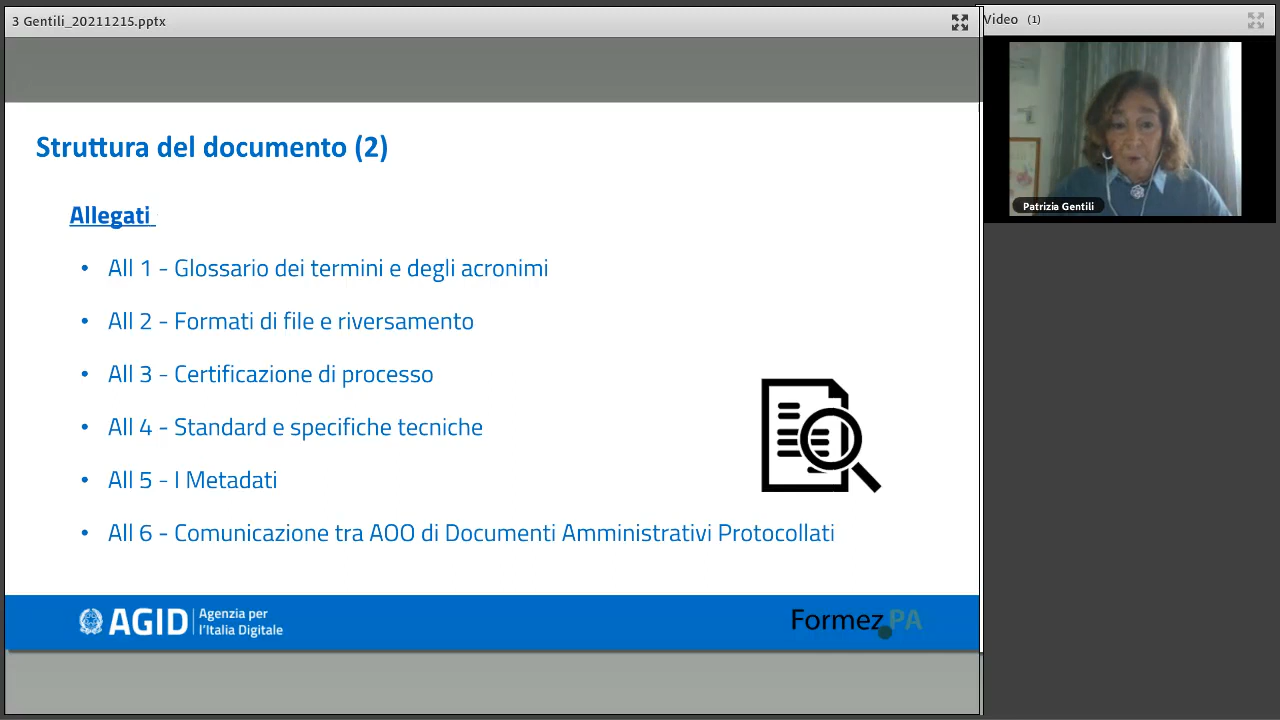 3 Gentili_20211215.pptx
Video (1)
Patrizia Gentili
Struttura del documento (2)
Allegati
• All 1 - Glossario dei termini e degli acronimi
• All 2 - Formati di file e riversamento
• All 3 - Certificazione di processo
• All 4 - Standard e specifiche tecniche
• All 5 - I Metadati
• All 6 - Comunicazione tra AOO di Documenti Amministrativi Protocollati
AGID Agenzia per
l'Italia Digitale
Formez PA